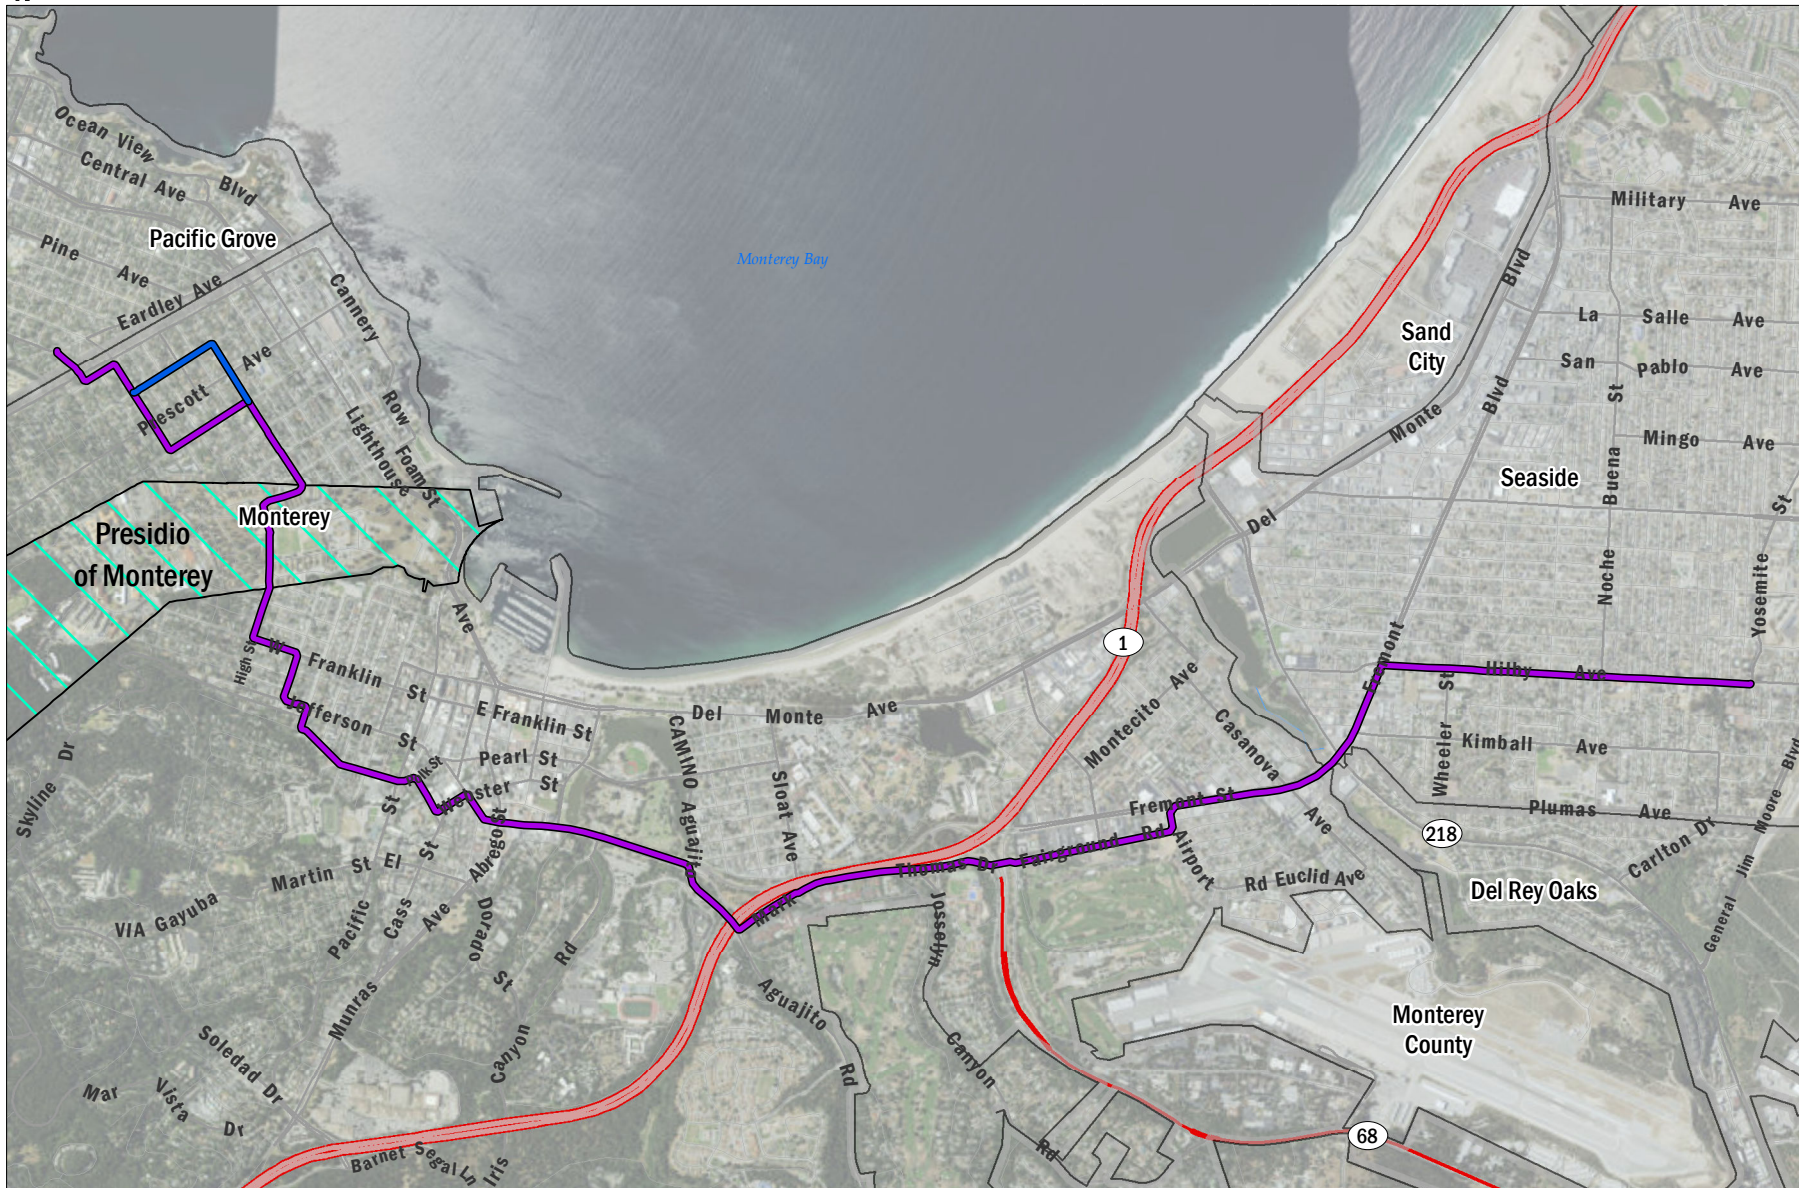 Ocean View
Blvd
Central Ave
Pacific Grove
Pine Ave
Eardley Ave
Cannery
Row
Prescott Ave
Lighthouse
Foam St
Ave
Monterey Bay
Military Ave
Blvd
La Salle Ave
Sand
City
San Pablo Ave
Blvd
St
Monte
Mingo Ave
Seaside
Buena
St
Del
Noche
Yosemite
Monterey
Presidio
of Monterey
1
High St
W Franklin St
Jefferson St
E Franklin St
Pearl St
Polk St
Webster St
Del Monte Ave
CAMINO Aguajito
Sloat Ave
Montecito Ave
Casanova
Ave
Fremont
Hilby Ave
St
Wheeler
Kimball Ave
Plumas Ave
Fremont St
Fairground Rd
Airport
Rd
Euclid Ave
218
Carlton Dr
General Jim Moore Blvd
Del Rey Oaks
Skyline Dr
Martin St
El
St
St
Abrego St
VIA Gayuba
Pacific
Cass
Munras Ave
Dorado
St
Mark
Thomas Dr
Josselyn
Canyon
Rd
Aguajito
Rd
Canyon
Rd
Monterey
County
Soledad Dr
Mar Vista Dr
Barnet Segal Ln
Iris
68